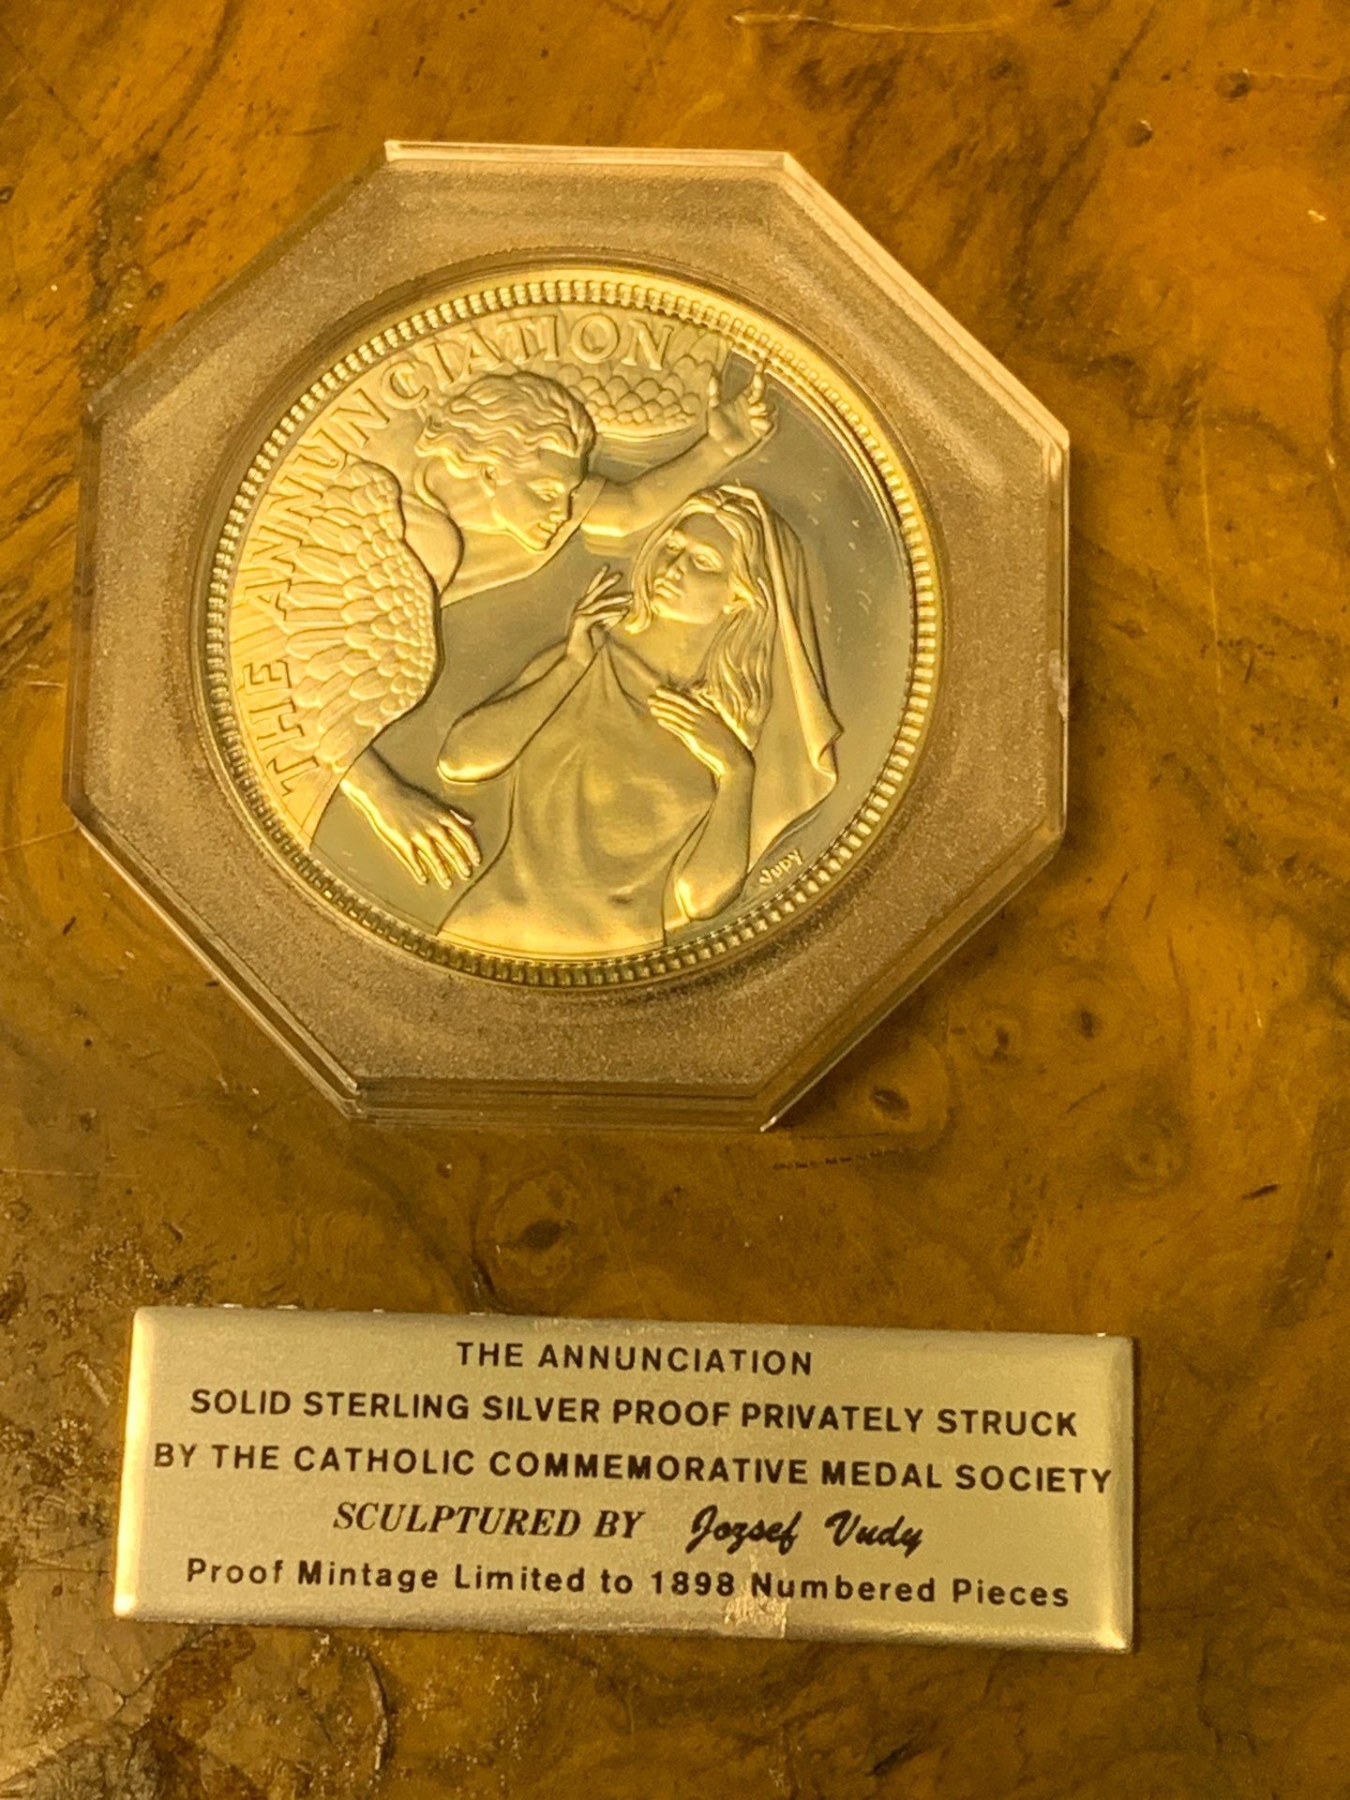 THE ANNUNCIATION
VUDY
THE ANNUNCIATION
SOLID STERLING SILVER PROOF PRIVATELY STRUCK
BY THE CATHOLIC COMMEMORATIVE MEDAL SOCIETY
SCULPTURED BY Jozsef Vudy
Proof Mintage Limited to 1898 Numbered Pieces